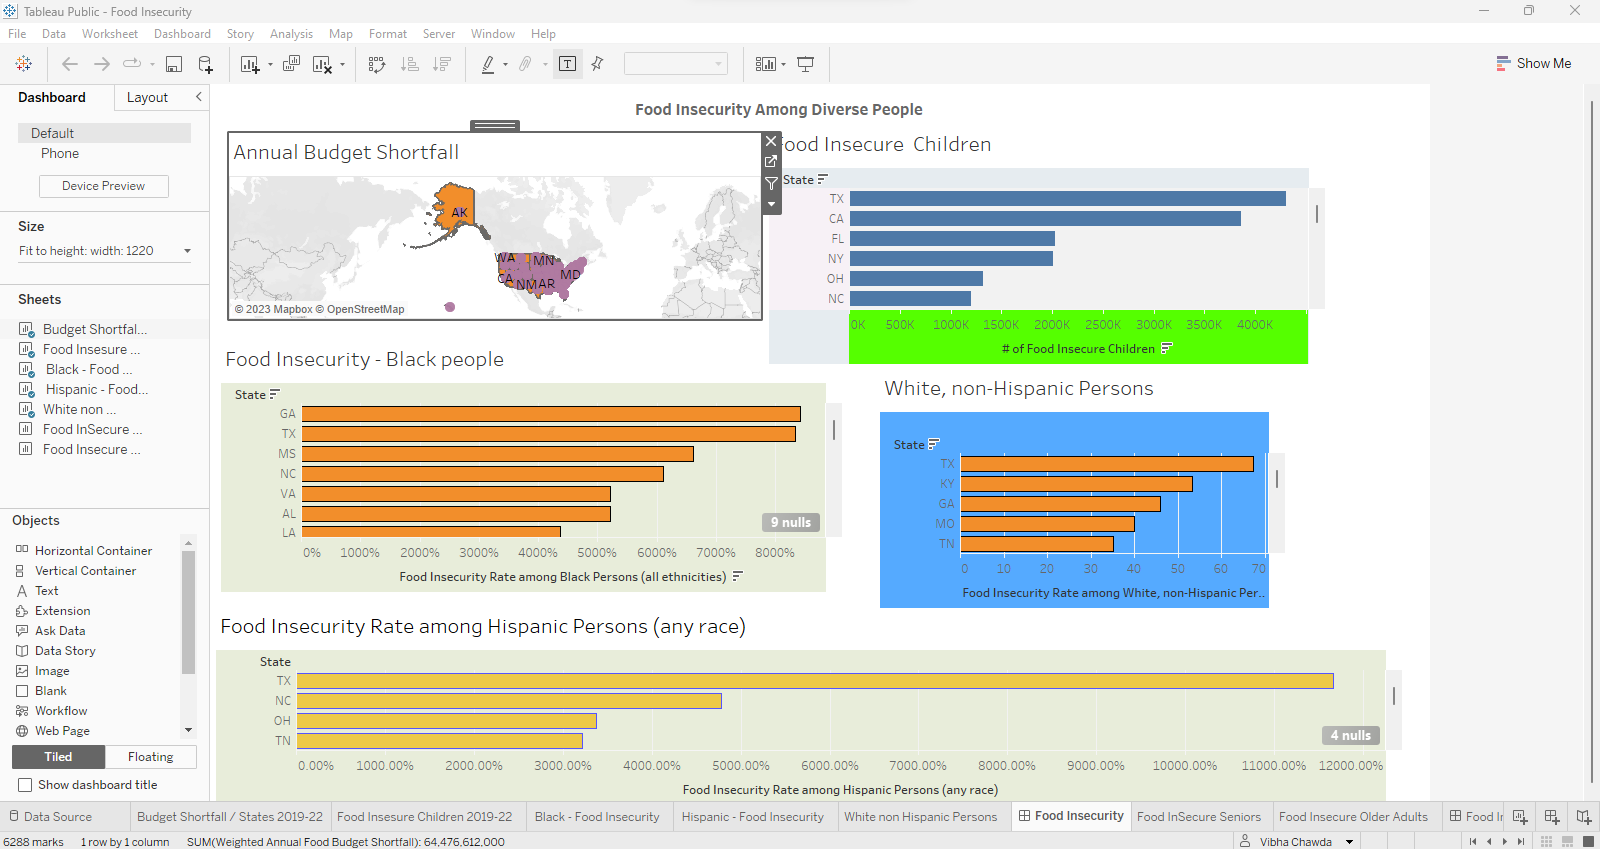 Tableau Public - Food Insecurity
File Data Worksheet Dashboard Story Analysis Map Format Server Window Help
Show Me
Dashboard Layout
Default
Phone
Device Preview
Size
Fit to height: width: 1220
Sheets
Budget Shortfal...
Food Insesure ...
Black - Food ...
Hispanic - Food...
White non ...
Food InSecure ...
Food Insecure ...
Objects
Horizontal Container
Vertical Container
Text
Extension
Ask Data
Data Story
Image
Blank
Workflow
Web Page
Tiled Floating
Show dashboard title
Food Insecurity Among Diverse People
Annual Budget Shortfall
AK
WA MN
CA NM AR MD
© 2023 Mapbox © OpenStreetMap
ood Insecure Children
State
TX
CA
FL
NY
OH
NC
0K 500K 1000K 1500K 2000K 2500K 3000K 3500K 4000K
# of Food Insecure Children
Food Insecurity - Black people
State
GA
TX
MS
NC
VA
AL
LA
9 nulls
0% 1000% 2000% 3000% 4000% 5000% 6000% 7000% 8000%
Food Insecurity Rate among Black Persons (all ethnicities)
White, non-Hispanic Persons
State
TX
KY
GA
MO
TN
0 10 20 30 40 50 60 70
Food Insecurity Rate among White, non-Hispanic Per..
Food Insecurity Rate among Hispanic Persons (any race)
State
TX
NC
OH
TN
4 nulls
0.00% 1000.00% 2000.00% 3000.00% 4000.00% 5000.00% 6000.00% 7000.00% 8000.00% 9000.00% 10000.00% 11000.00% 12000.00%
Food Insecurity Rate among Hispanic Persons (any race)
Data Source Budget Shortfall / States 2019-22 Food Insesure Children 2019-22 Black - Food Insecurity Hispanic - Food Insecurity White non Hispanic Persons Food Insecurity Food InSecure Seniors Food Insecure Older Adults Food Ir
6288 marks 1 row by 1 column SUM(Weighted Annual Food Budget Shortfall): 64,476,612,000 Vibha Chawda